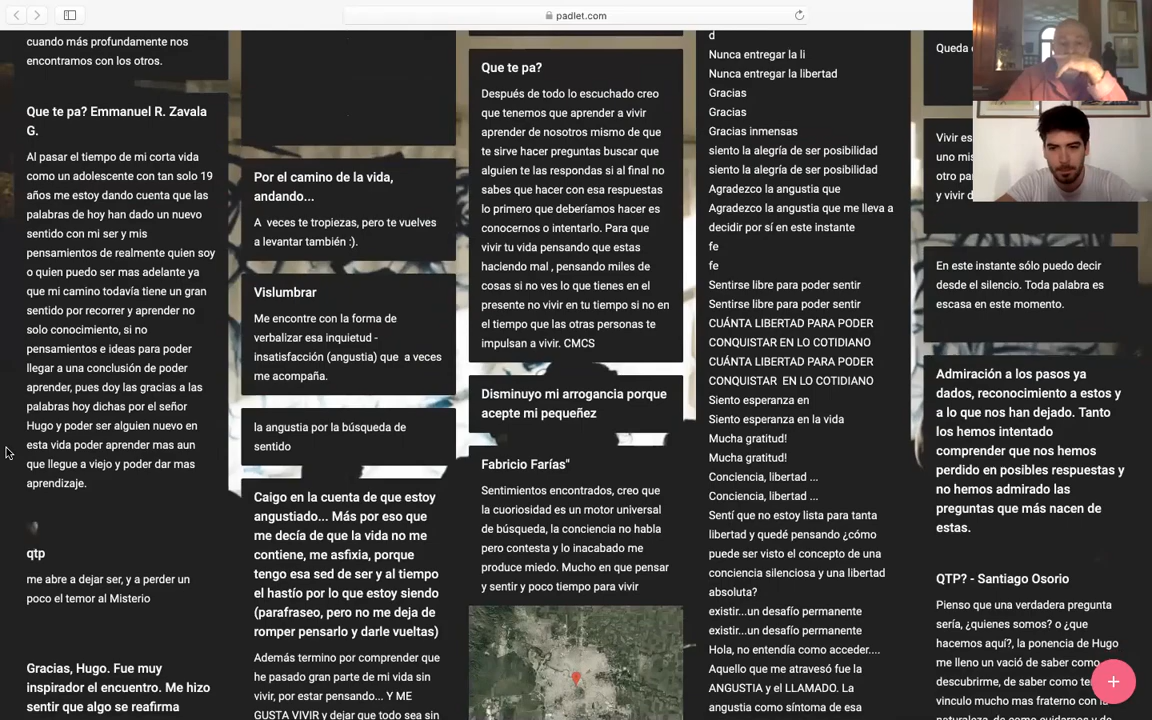 padlet.com
cuando más profundamente nos
encontramos con los otros.
Que te pa? Emmanuel R. Zavala
G.
Al pasar el tiempo de mi corta vida
como un adolescente con tan solo 19
años me estoy dando cuenta que las
palabras de hoy han dado un nuevo
sentido con mi ser y mis
pensamientos de realmente quien soy
o quien puedo ser mas adelante ya
que mi camino todavía tiene un gran
sentido por recorrer y aprender no
solo conocimiento, si no
pensamientos e ideas para poder
llegar a una conclusión de poder
aprender, pues doy las gracias a las
palabras hoy dichas por el señor
Hugo y poder ser alguien nuevo en
esta vida poder aprender mas aun
que llegue a viejo y poder dar mas
aprendizaje.
qtp
me abre a dejar ser, y a perder un
poco el temor al Misterio
Gracias, Hugo. Fue muy
inspirador el encuentro. Me hizo
sentir que algo se reafirma
Por el camino de la vida,
andando...
A veces te tropiezas, pero te vuelves
a levantar también :).
Vislumbrar
Me encontre con la forma de
verbalizar esa inquietud -
insatisfacción (angustia) que a veces
me acompaña.
la angustia por la búsqueda de
sentido
Caigo en la cuenta de que estoy
angustiado... Más por eso que
me decía de que la vida no me
contiene, me asfixia, porque
tengo esa sed de ser y al tiempo
el hastío por lo que estoy siendo
(parafraseo, pero no me deja de
romper pensarlo y darle vueltas)
Además termino por comprender que
he pasado gran parte de mi vida sin
vivir, por estar pensando... Y ME
GUSTA VIVIR y dejar que todo sea sin
Que te pa?
Después de todo lo escuchado creo
que tenemos que aprender a vivir
aprender de nosotros mismo de que
te sirve hacer preguntas buscar que
alguien te las respondas si al final no
sabes que hacer con esa respuestas
lo primero que deberíamos hacer es
conocernos o intentarlo. Para que
vivir tu vida pensando que estas
haciendo mal , pensando miles de
cosas si no ves lo que tienes en el
presente no vivir en tu tiempo si no en
el tiempo que las otras personas te
impulsan a vivir. CMCS
Disminuyo mi arrogancia porque
acepte mi pequeñez
Fabricio Farías"
Sentimientos encontrados, creo que
la cuoriosidad es un motor universal
de búsqueda, la conciencia no habla
pero contesta y lo inacabado me
produce miedo. Mucho en que pensar
y sentir y poco tiempo para vivir
d
Nunca entregar la li
Nunca entregar la libertad
Gracias
Gracias
Gracias inmensas
siento la alegría de ser posibilidad
siento la alegría de ser posibilidad
Agradezco la angustia que
Agradezco la angustia que me lleva a
decidir por sí en este instante
fe
fe
Sentirse libre para poder sentir
Sentirse libre para poder sentir
CUÁNTA LIBERTAD PARA PODER
CONQUISTAR EN LO COTIDIANO
CUÁNTA LIBERTAD PARA PODER
CONQUISTAR EN LO COTIDIANO
Siento esperanza en
Siento esperanza en la vida
Mucha gratitud!
Mucha gratitud!
Conciencia, libertad ...
Conciencia, libertad ...
Sentí que no estoy lista para tanta
libertad y quedé pensando ¿cómo
puede ser visto el concepto de una
conciencia silenciosa y una libertad
absoluta?
existir...un desafío permanente
existir...un desafío permanente
Hola, no entendía como acceder....
Aquello que me atravesó fue la
ANGUSTIA y el LLAMADO. La
angustia como síntoma de esa
Queda
Vivir es
uno mis
otro pa
y vivir d
En este instante sólo puedo decir
desde el silencio. Toda palabra es
escasa en este momento.
Admiración a los pasos ya
dados, reconocimiento a estos y
a lo que nos han dejado. Tanto
los hemos intentado
comprender que nos hemos
perdido en posibles respuestas y
no hemos admirado las
preguntas que más nacen de
estas.
QTP? - Santiago Osorio
Pienso que una verdadera pregunta
sería, ¿quienes somos? o ¿que
hacemos aquí?, la ponencia de Hugo
me lleno un vació de saber como
descubrirme, de saber como
vinculo mucho mas fraterno con